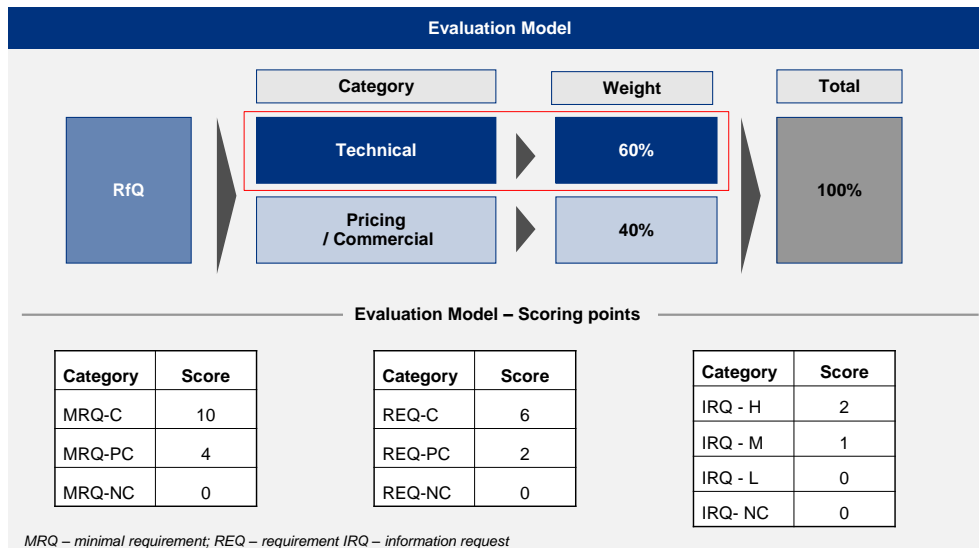 Evaluation Model
Category
Weight
Total
RfQ
Technical
60%
100%
Pricing
/ Commercial
40%
Evaluation Model – Scoring points
Category Score
MRQ-C 10
MRQ-PC 4
MRQ-NC 0
Category Score
REQ-C 6
REQ-PC 2
REQ-NC 0
Category Score
IRQ - H 2
IRQ - M 1
IRQ - L 0
IRQ- NC 0
MRQ – minimal requirement; REQ – requirement IRQ – information request